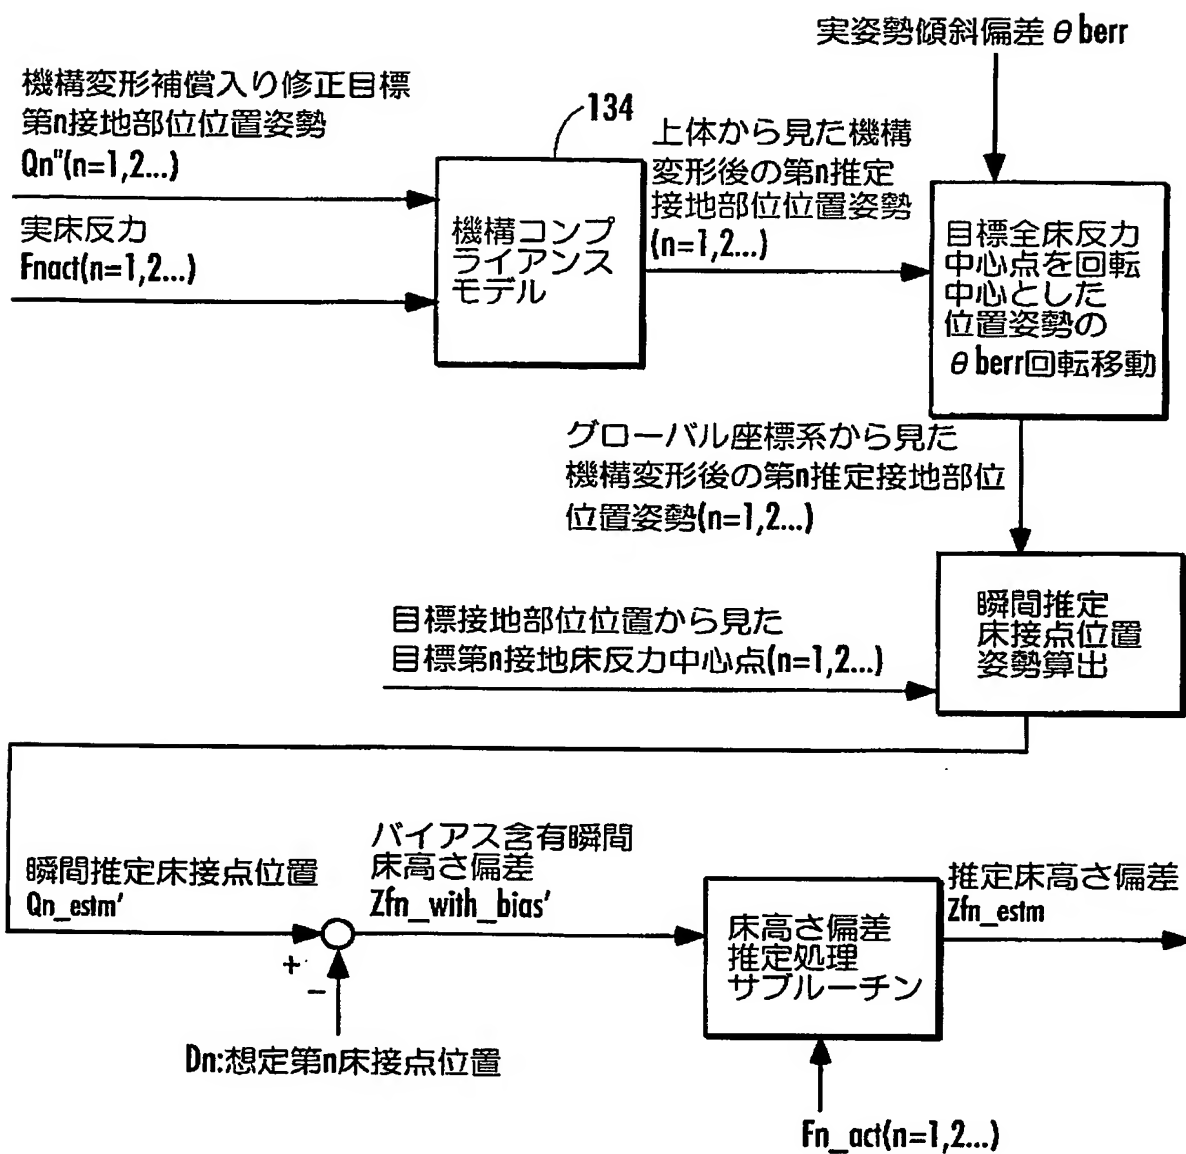 実姿勢傾斜偏差 θ berr
機構変形補償入り修正目標
第n接地部位位置姿勢
Qn"(n=1,2...)
実床反力
Fnact(n=1,2...)
134
機構コンプ
ライアンス
モデル
上体から見た機構
変形後の第n推定
接地部位位置姿勢
(n=1,2...)
目標全床反力
中心点を回転
中心とした
位置姿勢の
θ berr回転移動
グローバル座標系から見た
機構変形後の第n推定接地部位
位置姿勢(n=1,2...)
目標接地部位位置から見た
目標第n接地床反力中心点(n=1,2...)
瞬間推定
床接点位置
姿勢算出
瞬間推定床接点位置
Qn_estm'
+
−
バイアス含有瞬間
床高さ偏差
Zfn_with_bias'
Dn:想定第n床接点位置
床高さ偏差
推定処理
サブルーチン
推定床高さ偏差
Zfn_estm
Fn_act(n=1,2...)